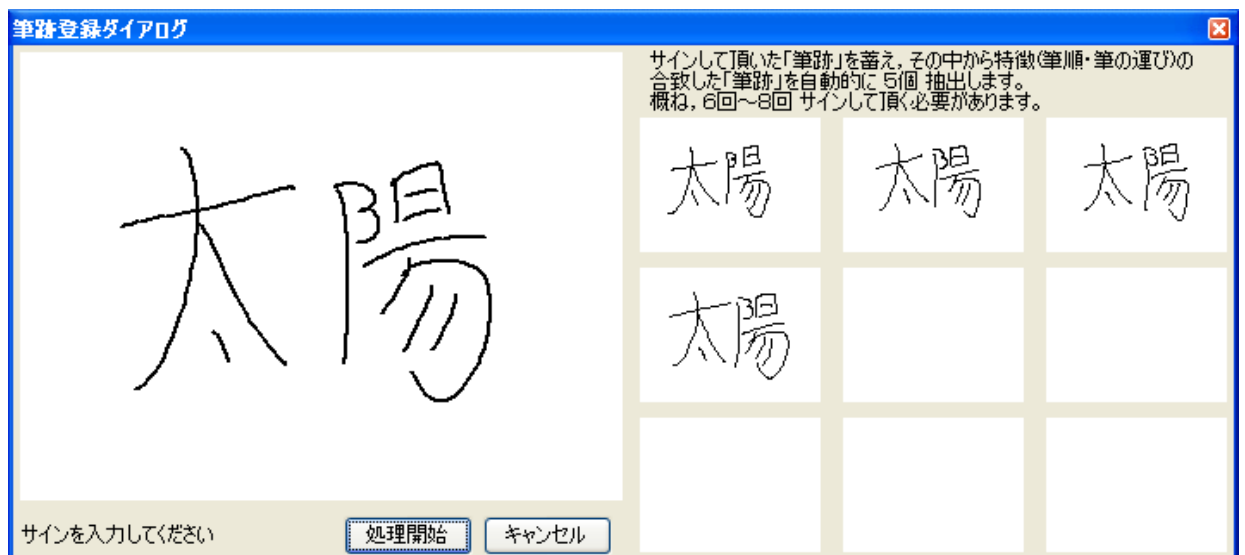 筆跡登録ダイアログ
太陽
サインを入力してください
処理開始
キャンセル
サインして頂いた「筆跡」を蓄え，その中から特徴(筆順・筆の運び)の
合致した「筆跡」を自動的に 5個 抽出します。
概ね，6回～8回 サインして頂く必要があります。
太陽
太陽
太陽
太陽